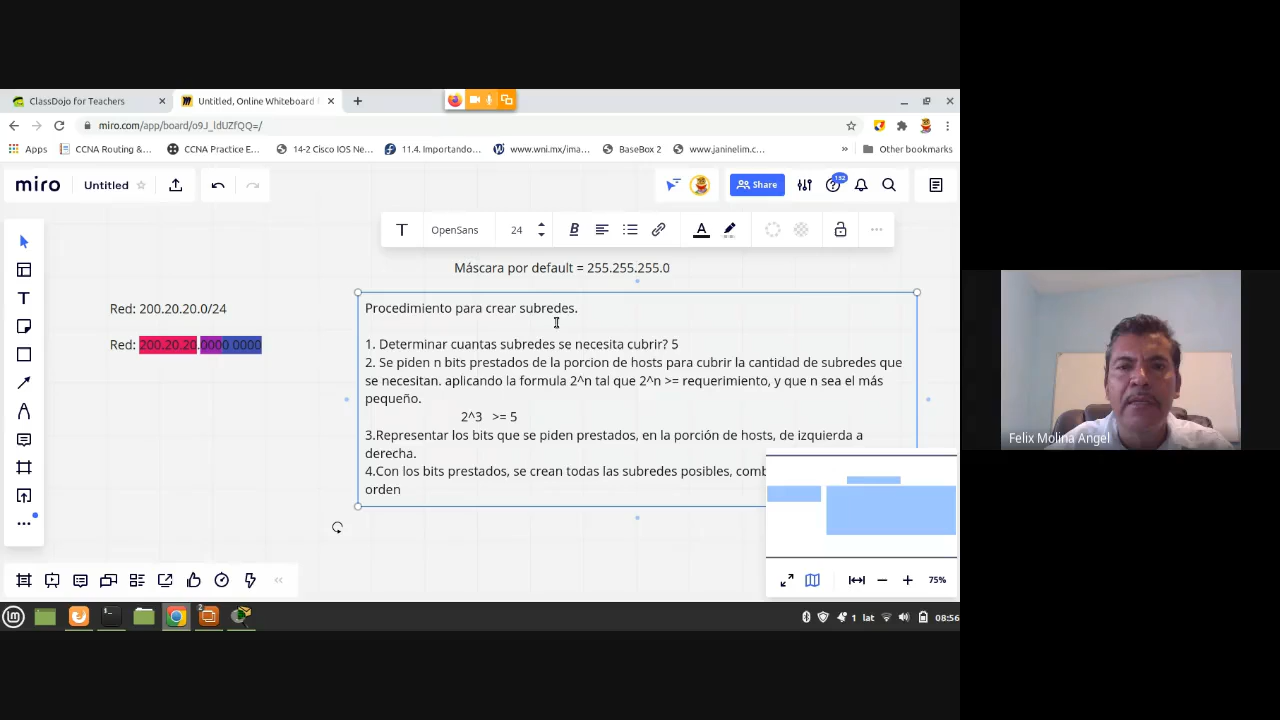 ClassDojo for Teachers
Untitled, Online Whiteboard f
miro.com/app/board/o9J_ldUZfQQ=/
Apps
CCNA Routing &...
CCNA Practice E...
14-2 Cisco IOS Ne...
11.4. Importando...
www.wni.mx/ima...
BaseBox 2
www.janinelim.c...
»
Other bookmarks
miro
Untitled
Share
132
OpenSans
24
B
A
Máscara por default = 255.255.255.0
Red: 200.20.20.0/24
Red: 200.20.20.0000 0000
Procedimiento para crear subredes.
1. Determinar cuantas subredes se necesita cubrir? 5
2. Se piden n bits prestados de la porcion de hosts para cubrir la cantidad de subredes que
se necesitan. aplicando la formula 2^n tal que 2^n >= requerimiento, y que n sea el más
pequeño.
2^3 >= 5
3.Representar los bits que se piden prestados, en la porción de hosts, de izquierda a
derecha.
4.Con los bits prestados, se crean todas las subredes posibles, comb
orden
75%
2
1 lat 08:56
Felix Molina Angel